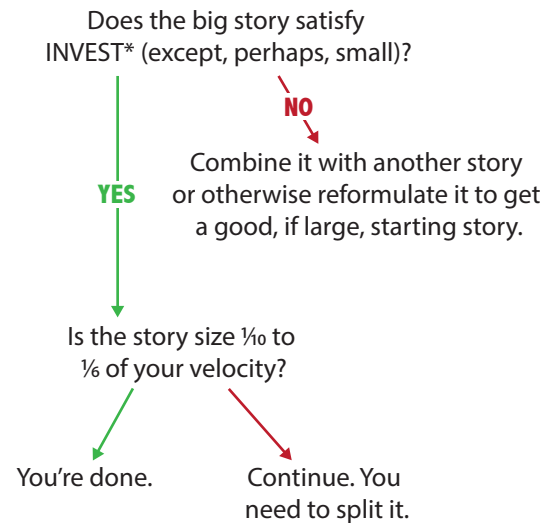 Does the big story satisfy
INVEST* (except, perhaps, small)?
NO
Combine it with another story
or otherwise reformulate it to get
a good, if large, starting story.
YES
Is the story size ⅒ to
⅙ of your velocity?
You’re done.
Continue. You
need to split it.